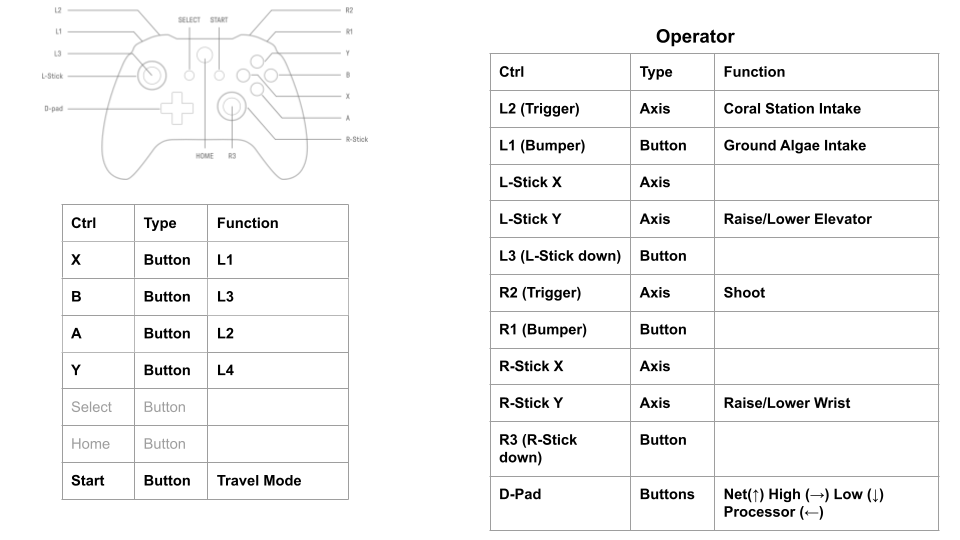 L2
R2
SELECT START
L1
R1
L3
Y
L-Stick
B
X
D-pad
A
R-Stick
HOME R3
Ctrl Type Function
X Button L1
B Button L3
A Button L2
Y Button L4
Select Button
Home Button
Start Button Travel Mode
Operator
Ctrl Type Function
L2 (Trigger) Axis Coral Station Intake
L1 (Bumper) Button Ground Algae Intake
L-Stick X Axis
L-Stick Y Axis Raise/Lower Elevator
L3 (L-Stick down) Button
R2 (Trigger) Axis Shoot
R1 (Bumper) Button
R-Stick X Axis
R-Stick Y Axis Raise/Lower Wrist
R3 (R-Stick Button
down)
D-Pad Buttons Net(↑) High (→) Low (↓)
Processor (←)